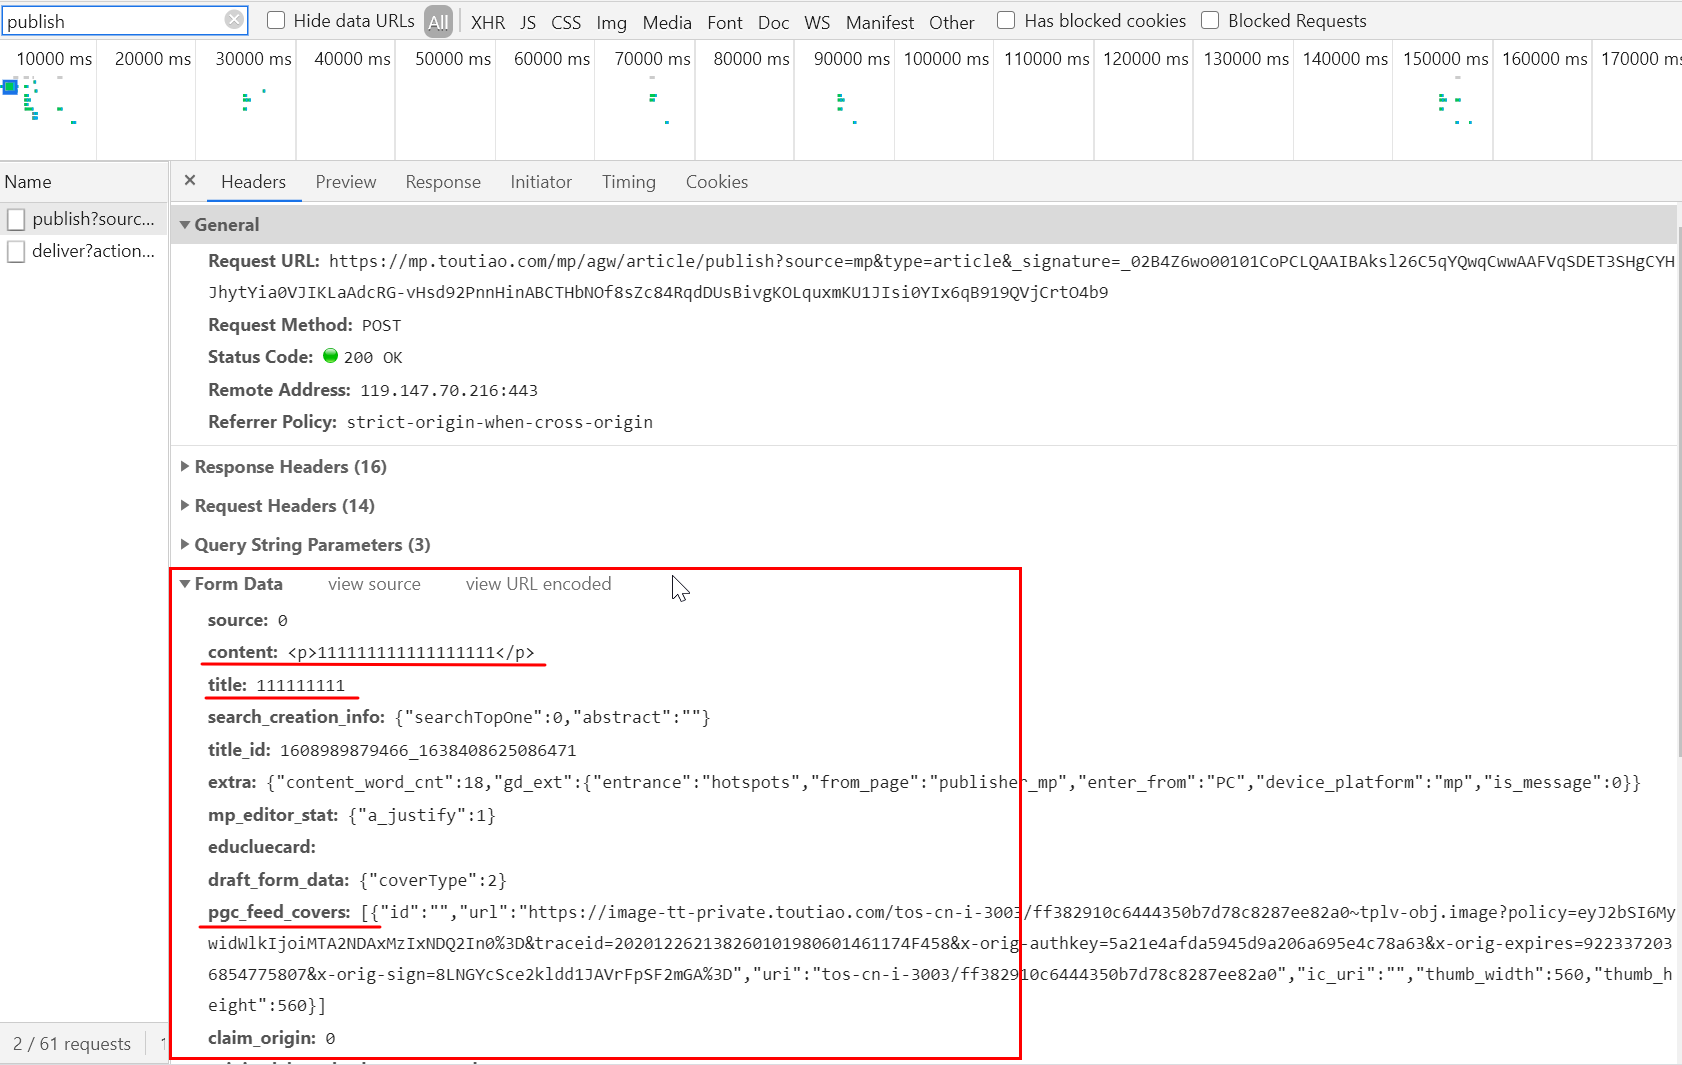 publish
Hide data URLs All XHR JS CSS Img Media Font Doc WS Manifest Other Has blocked cookies Blocked Requests
10000 ms 20000 ms 30000 ms 40000 ms 50000 ms 60000 ms 70000 ms 80000 ms 90000 ms 100000 ms 110000 ms 120000 ms 130000 ms 140000 ms 150000 ms 160000 ms 170000
Name
publish?sourc...
deliver?action...
× Headers Preview Response Initiator Timing Cookies
General
Request URL: https://mp.toutiao.com/mp/agw/article/publish?source=mp&type=article&_signature=_02B4Z6wo00101CoPCLQAAIBAksl26C5qYQwqCwwAAFVqSDET3SHgCYH
JhytYia0VJIKLaAdcRG-vHsd92PnnHinABCTHbNOf8sZc84RqdDUsBivgKOLquxmKU1JIsi0YIx6qB919QVjCrtO4b9
Request Method: POST
Status Code: 200 OK
Remote Address: 119.147.70.216:443
Referrer Policy: strict-origin-when-cross-origin
Response Headers (16)
Request Headers (14)
Query String Parameters (3)
Form Data view source view URL encoded
source: 0
content: <p>111111111111111111</p>
title: 111111111
search_creation_info: {"searchTopOne":0,"abstract":""}
title_id: 1608989879466_1638408625086471
extra: {"content_word_cnt":18,"gd_ext":{"entrance":"hotspots","from_page":"publisher_mp","enter_from":"PC","device_platform":"mp","is_message":0}}
mp_editor_stat: {"a_justify":1}
educluecard:
draft_form_data: {"coverType":2}
pgc_feed_covers: [{"id":"","url":"https://image-tt-private.toutiao.com/tos-cn-i-3003/ff382910c6444350b7d78c8287ee82a0~tplv-obj.image?policy=eyJ2bSI6My
widWlkIjoiMTA2NDAxMzIxNDQ2In0%3D&traceid=202012262138260101980601461174F458&x-orig-authkey=5a21e4afda5945d9a206a695e4c78a63&x-orig-expires=922337203
6854775807&x-orig-sign=8LNGYcSce2kldd1JAVrFpSF2mGA%3D","uri":"tos-cn-i-3003/ff382910c6444350b7d78c8287ee82a0","ic_uri":"","thumb_width":560,"thumb_h
eight":560}]
claim_origin: 0
2 / 61 requests